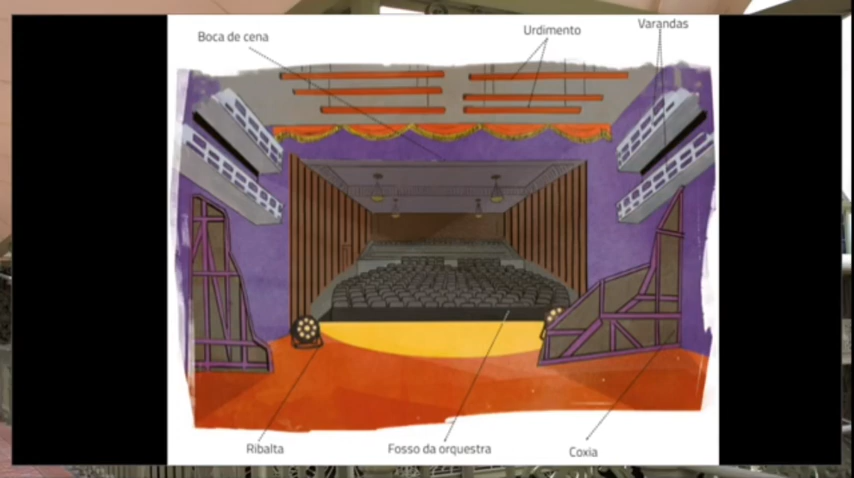 Boca de cena
Urdimento
Varandas
Ribalta
Fosso da orquestra
Coxia